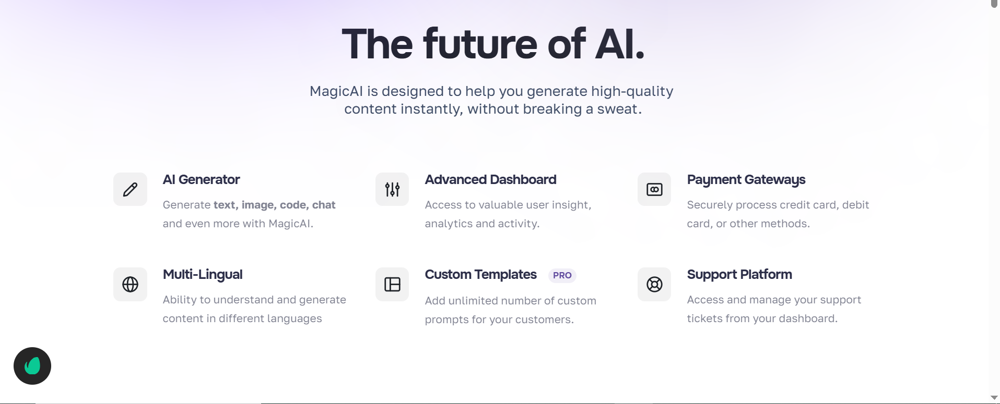 The future of AI.
MagicAI is designed to help you generate high-quality
content instantly, without breaking a sweat.
AI Generator
Generate text, image, code, chat
and even more with MagicAI.
Advanced Dashboard
Access to valuable user insight,
analytics and activity.
Payment Gateways
Securely process credit card, debit
card, or other methods.
Multi-Lingual
Ability to understand and generate
content in different languages
Custom Templates PRO
Add unlimited number of custom
prompts for your customers.
Support Platform
Access and manage your support
tickets from your dashboard.